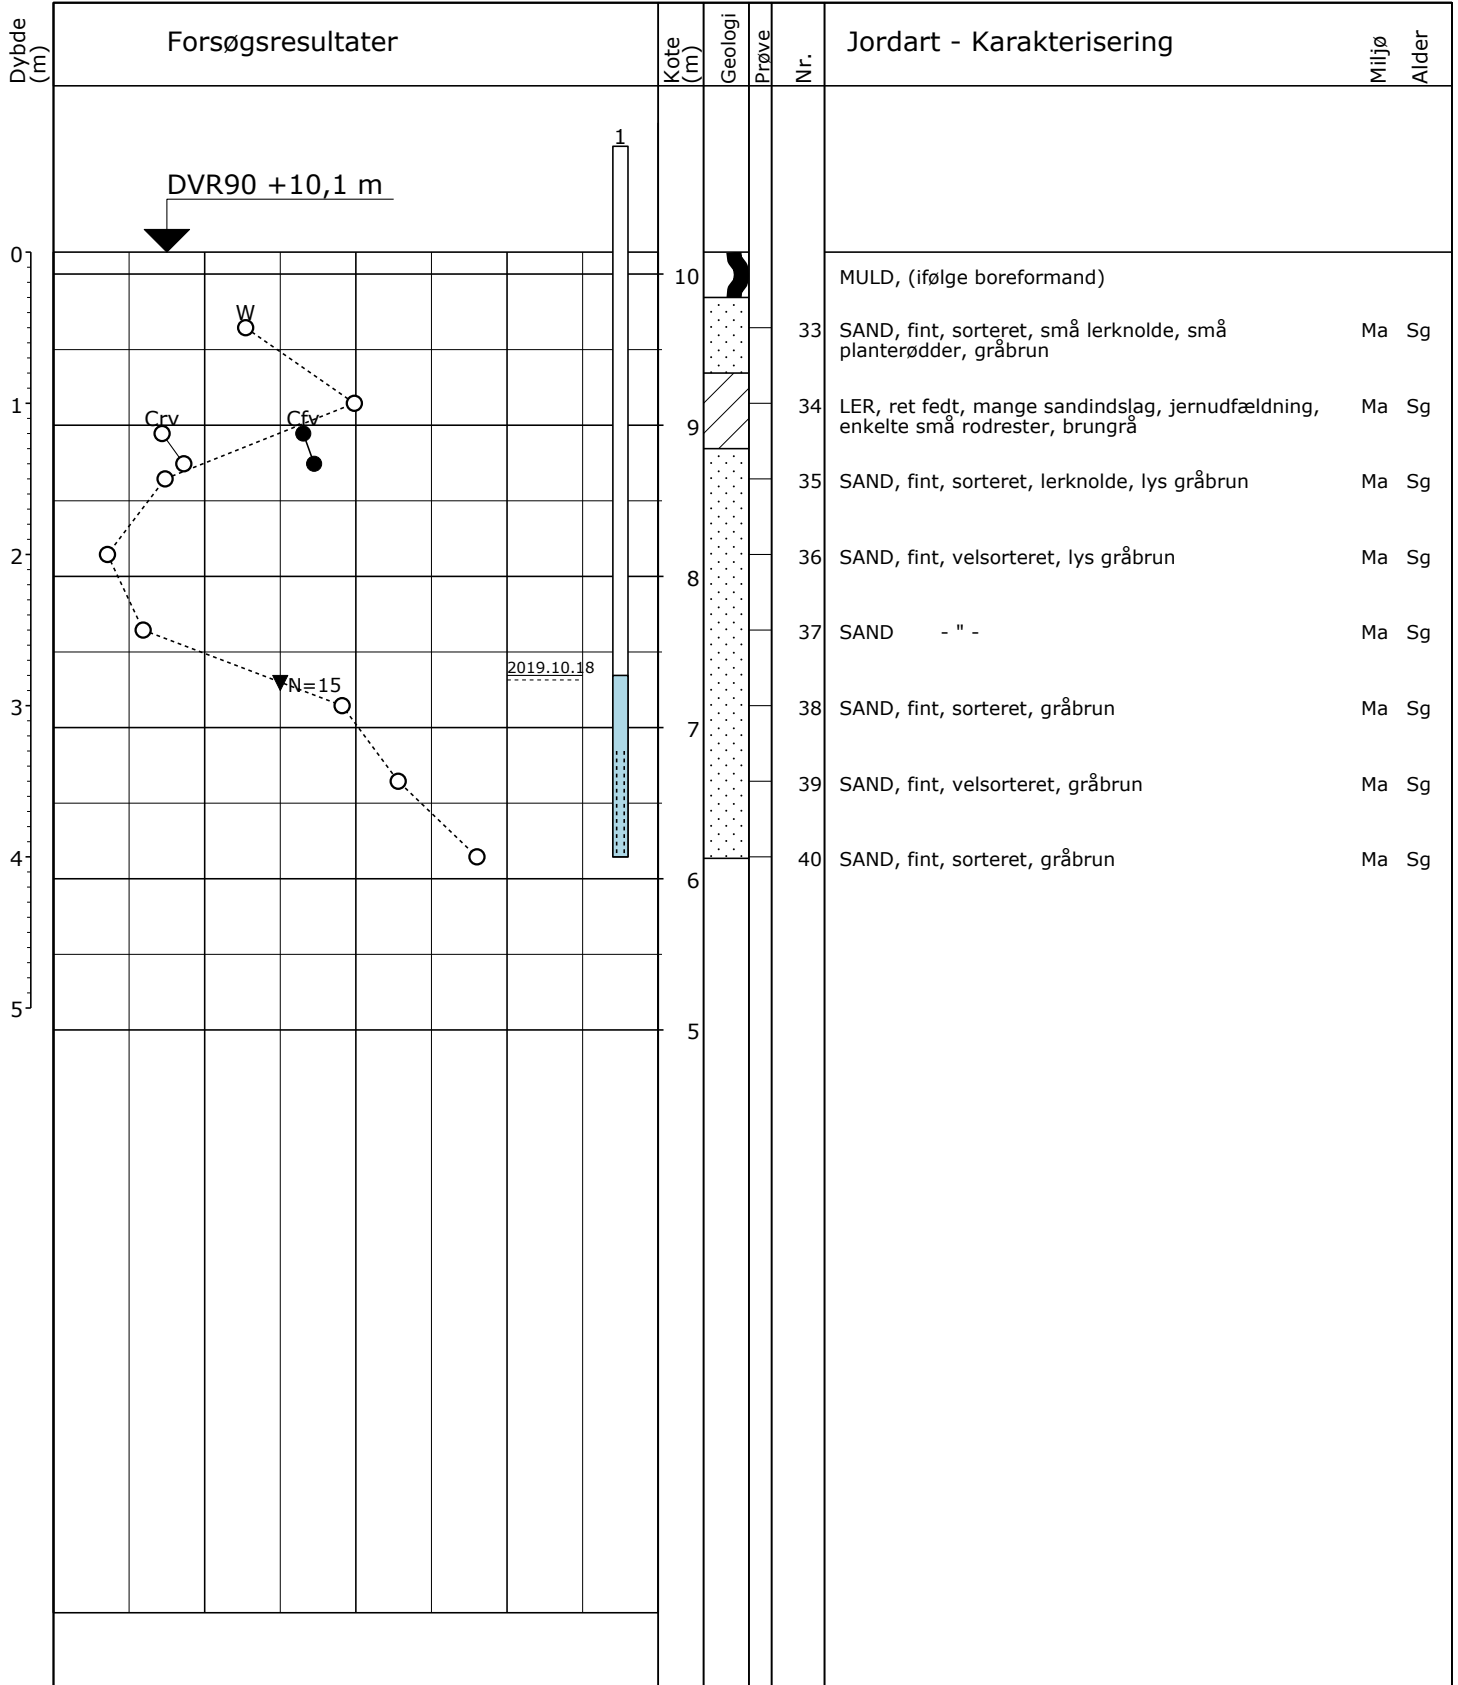 Dybde
(m)
Forsøgsresultater
Kote
(m)
Geologi
Prøve
Nr.
Jordart - Karakterisering
Miljø
Alder
1
DVR90 +10,1 m
0
10
MULD, (ifølge boreformand)
W
33 SAND, fint, sorteret, små lerknolde, små Ma Sg
planterødder, gråbrun
1
Crv
Cfv
9
34 LER, ret fedt, mange sandindslag, jernudfældning, Ma Sg
enkelte små rodrester, brungrå
35 SAND, fint, sorteret, lerknolde, lys gråbrun Ma Sg
2
8
36 SAND, fint, velsorteret, lys gråbrun Ma Sg
37 SAND - " - Ma Sg
2019.10.18
N=15
3
7
38 SAND, fint, sorteret, gråbrun Ma Sg
39 SAND, fint, velsorteret, gråbrun Ma Sg
4
6
40 SAND, fint, sorteret, gråbrun Ma Sg
5
5